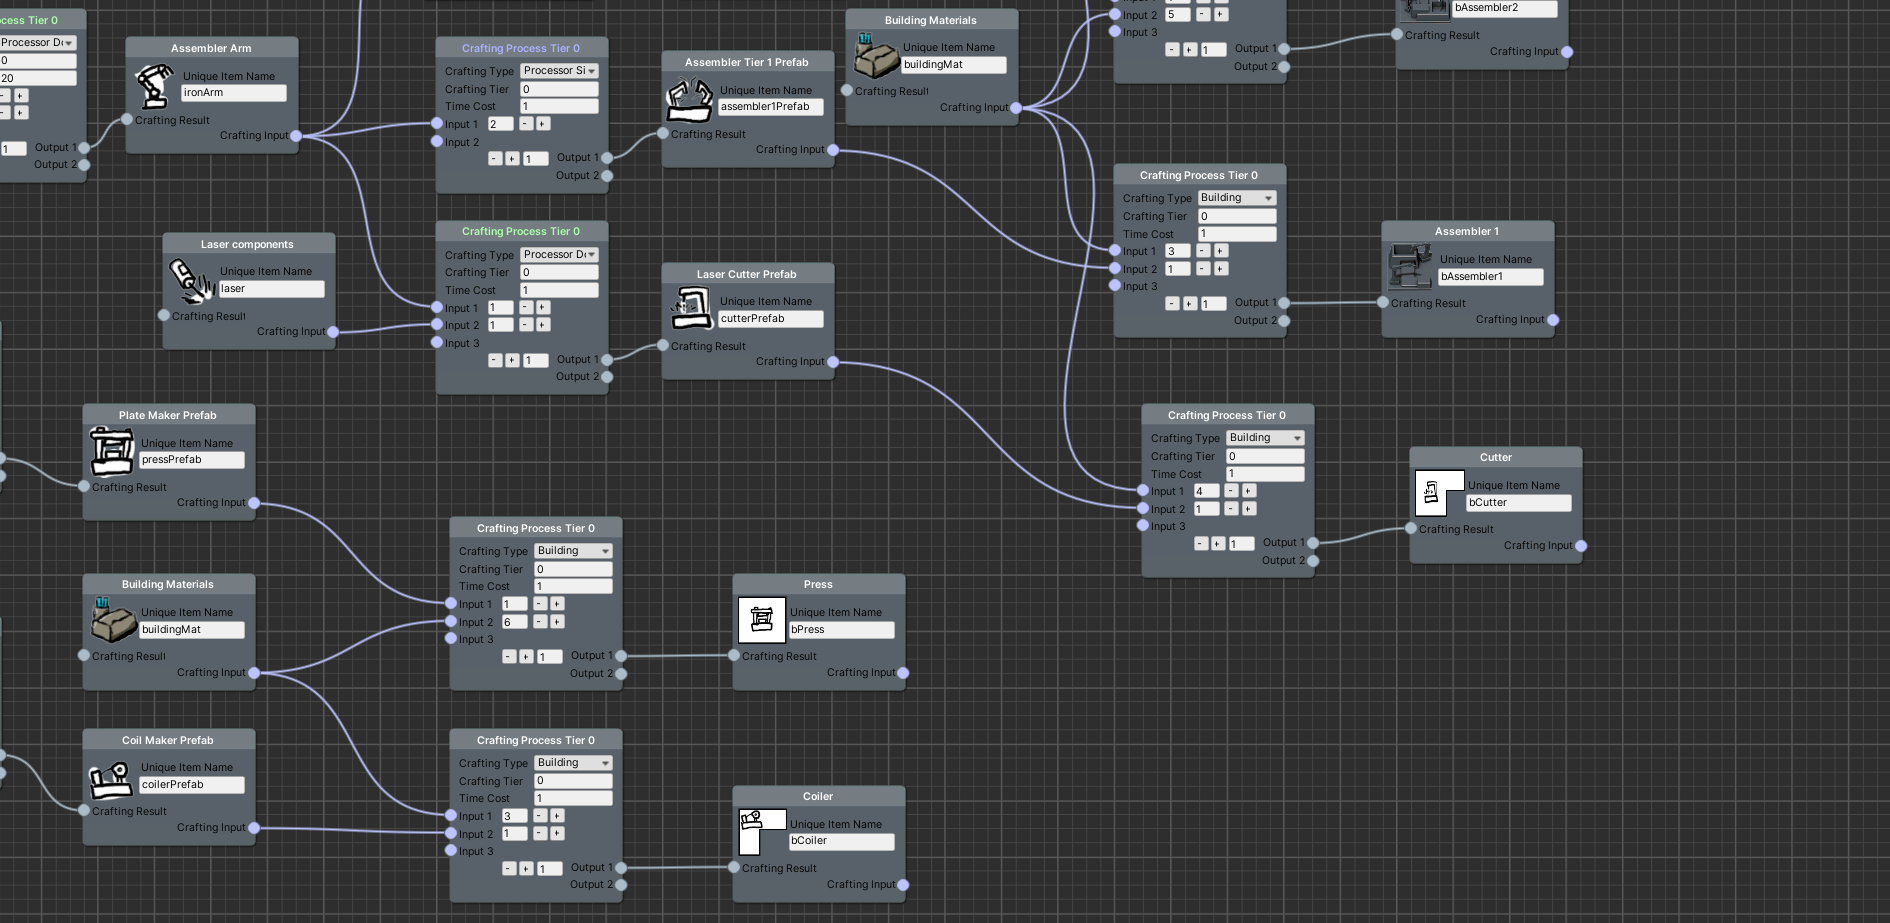 ocess Tier 0
Processor De
0
20
- +
- +
1
Output 1
Output 2
Assembler Arm
Unique Item Name
ironArm
Crafting Result
Crafting Input
Crafting Process Tier 0
Crafting Type Processor Si
Crafting Tier 0
Time Cost 1
Input 1 2 - +
Input 2
- + 1 Output 1
Output 2
Assembler Tier 1 Prefab
Unique Item Name
assembler1Prefab
Crafting Result
Crafting Input
Building Materials
Unique Item Name
buildingMat
Crafting Result
Crafting Input
Input 2 5 - +
Input 3
- + 1 Output 1
Output 2
bAssembler2
Crafting Result
Crafting Input
Laser components
Unique Item Name
laser
Crafting Result
Crafting Input
Crafting Process Tier 0
Crafting Type Processor De
Crafting Tier 0
Time Cost 1
Input 1 1 - +
Input 2 1 - +
Input 3
- + 1 Output 1
Output 2
Laser Cutter Prefab
Unique Item Name
cutterPrefab
Crafting Result
Crafting Input
Crafting Process Tier 0
Crafting Type Building
Crafting Tier 0
Time Cost 1
Input 1 3 - +
Input 2 1 - +
Input 3
- + 1 Output 1
Output 2
Assembler 1
Unique Item Name
bAssembler1
Crafting Result
Crafting Input
Plate Maker Prefab
Unique Item Name
pressPrefab
Crafting Result
Crafting Input
Crafting Process Tier 0
Crafting Type Building
Crafting Tier 0
Time Cost 1
Input 1 4 - +
Input 2 1 - +
Input 3
- + 1 Output 1
Output 2
Cutter
Unique Item Name
bCutter
Crafting Result
Crafting Input
Building Materials
Unique Item Name
buildingMat
Crafting Result
Crafting Input
Crafting Process Tier 0
Crafting Type Building
Crafting Tier 0
Time Cost 1
Input 1 1 - +
Input 2 6 - +
Input 3
- + 1 Output 1
Output 2
Press
Unique Item Name
bPress
Crafting Result
Crafting Input
Coil Maker Prefab
Unique Item Name
coilerPrefab
Crafting Result
Crafting Input
Crafting Process Tier 0
Crafting Type Building
Crafting Tier 0
Time Cost 1
Input 1 3 - +
Input 2 1 - +
Input 3
- + 1 Output 1
Output 2
Coiler
Unique Item Name
bCoiler
Crafting Result
Crafting Input